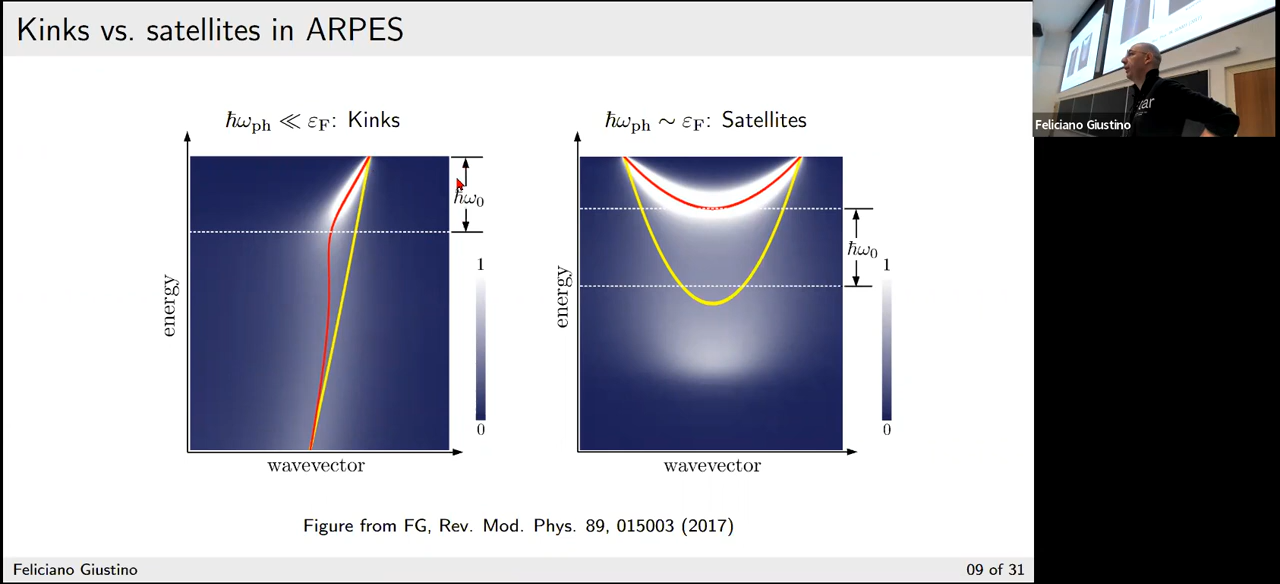 Kinks vs. satellites in ARPES
ℏω_ph ≪ ε_F: Kinks
ℏω_ph ∼ ε_F: Satellites
ℏω₀
ℏω₀
1
1
energy
energy
0
0
wavevector
wavevector
Figure from FG, Rev. Mod. Phys. 89, 015003 (2017)
Feliciano Giustino
09 of 31
Feliciano Giustino